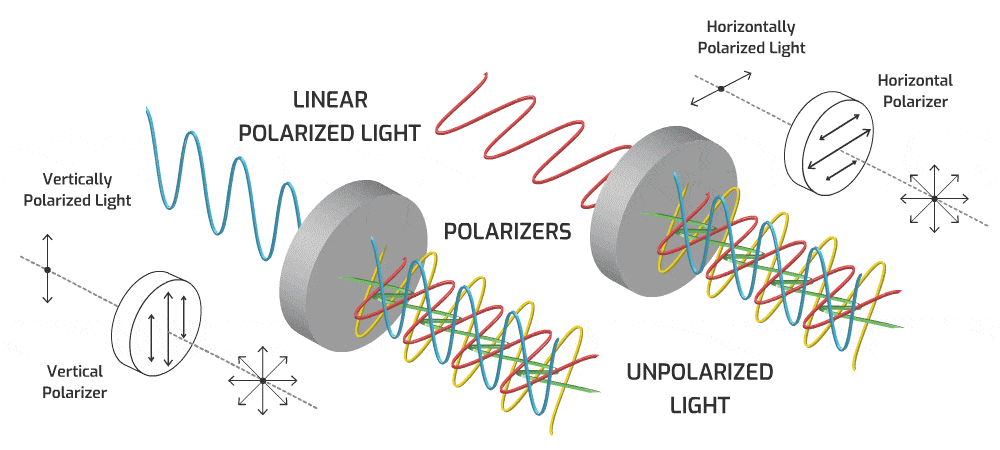 Horizontally
Polarized Light
Horizontal
Polarizer
LINEAR
POLARIZED LIGHT
Vertically
Polarized Light
POLARIZERS
Vertical
Polarizer
UNPOLARIZED
LIGHT